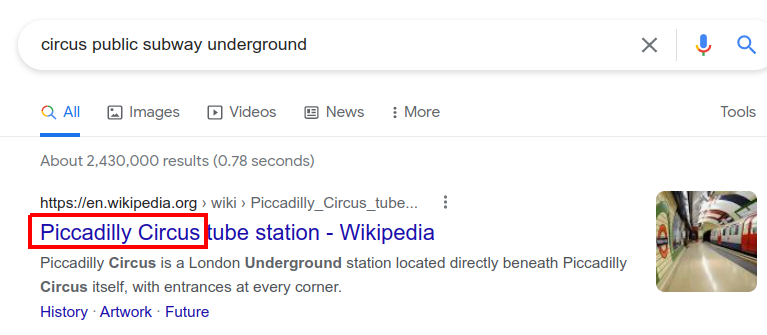 circus public subway underground
All Images Videos News More Tools
About 2,430,000 results (0.78 seconds)
https://en.wikipedia.org › wiki › Piccadilly_Circus_tube...
Piccadilly Circus tube station - Wikipedia
Piccadilly Circus is a London Underground station located directly beneath Piccadilly
Circus itself, with entrances at every corner.
History · Artwork · Future